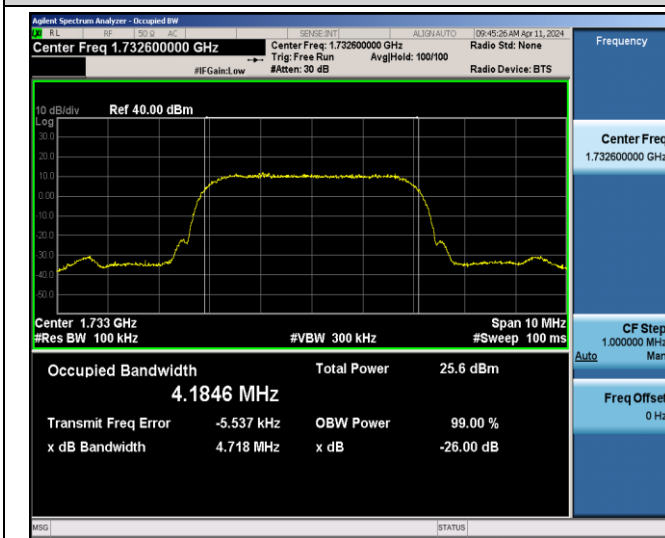 Agilent Spectrum Analyzer - Occupied BW
RL RF 50 Ω AC SENSE:INT ALIGNAUTO 09:45:26 AM Apr 11, 2024
Center Freq 1.732600000 GHz
Center Freq: 1.732600000 GHz
Radio Std: None
Trig: Free Run Avg|Hold: 100/100
#IFGain:Low #Atten: 30 dB Radio Device: BTS
10 dB/div Ref 40.00 dBm
Log
30.0
20.0
10.0
0.00
-10.0
-20.0
-30.0
-40.0
-50.0
Center 1.733 GHz Span 10 MHz
#Res BW 100 kHz #VBW 300 kHz #Sweep 100 ms
Occupied Bandwidth Total Power 25.6 dBm
4.1846 MHz
Transmit Freq Error -5.537 kHz OBW Power 99.00 %
x dB Bandwidth 4.718 MHz x dB -26.00 dB
MSG STATUS
Frequency
Center Freq
1.732600000 GHz
CF Step
1.000000 MHz
Auto Man
Freq Offset
0 Hz